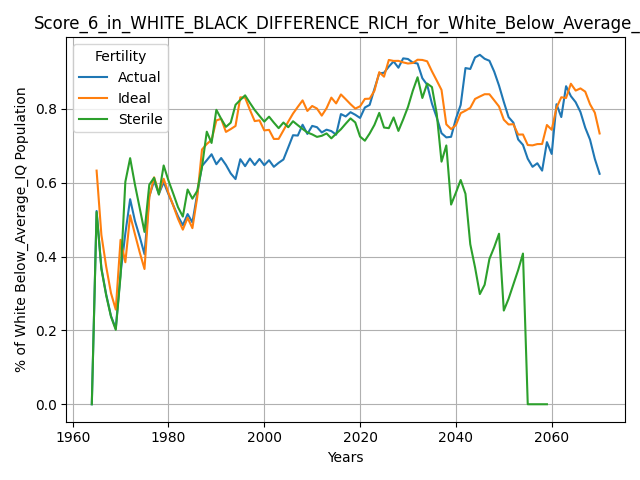 Score_6_in_WHITE_BLACK_DIFFERENCE_RICH_for_White_Below_Average_
% of White Below_Average_IQ Population
Fertility
Actual
Ideal
Sterile
0.8
0.6
0.4
0.2
0.0
1960
1980
2000
2020
2040
2060
Years